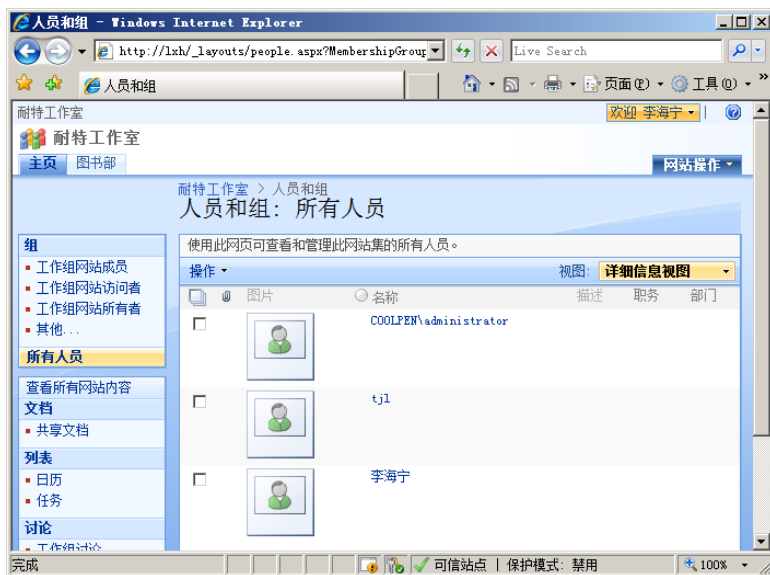 人员和组 - Windows Internet Explorer
http://lxh/_layouts/people.aspx?MembershipGroup
Live Search
人员和组
页面(P)
工具(O)
»
耐特工作室
欢迎 李海宁
耐特工作室
主页 图书部
网站操作
耐特工作室 > 人员和组
人员和组: 所有人员
组
工作组网站成员
工作组网站访问者
工作组网站所有者
其他...
所有人员
查看所有网站内容
文档
共享文档
列表
日历
任务
讨论
工作组讨论
使用此网页可查看和管理此网站集的所有人员。
操作
视图: 详细信息视图
图片 名称 描述 职务 部门
COOLPEN\administrator
tjl
李海宁
完成
可信站点 | 保护模式: 禁用
100%